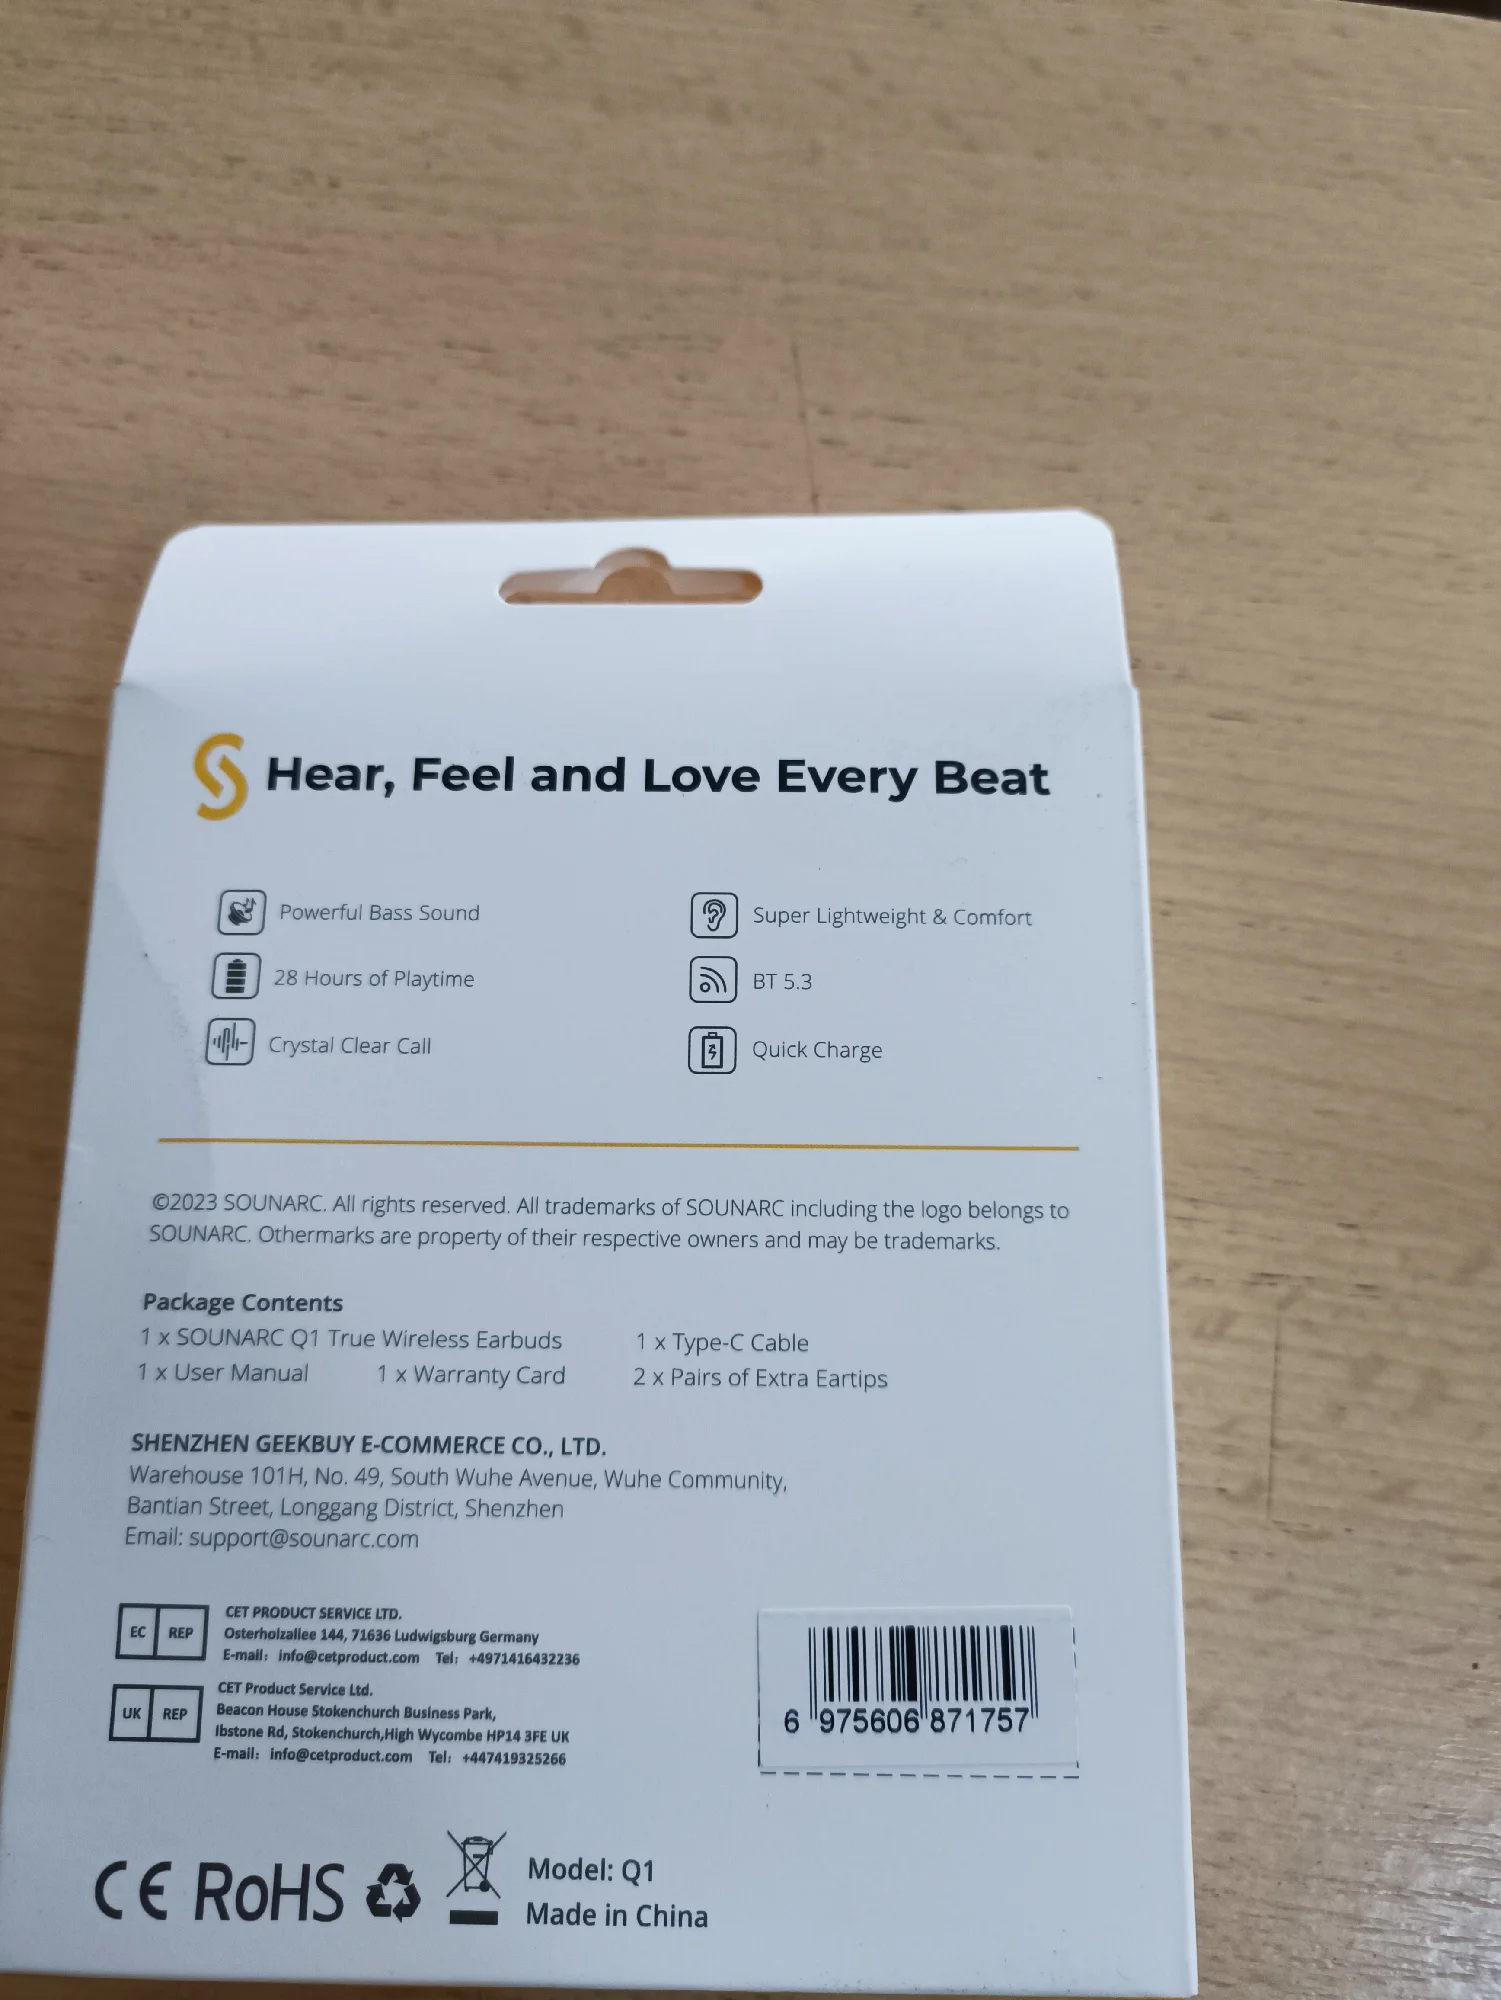 Hear, Feel and Love Every Beat
Powerful Bass Sound
Super Lightweight & Comfort
28 Hours of Playtime
BT 5.3
Crystal Clear Call
Quick Charge
©2023 SOUNARC. All rights reserved. All trademarks of SOUNARC including the logo belongs to
SOUNARC. Othermarks are property of their respective owners and may be trademarks.
Package Contents
1 x SOUNARC Q1 True Wireless Earbuds
1 x Type-C Cable
1 x User Manual
1 x Warranty Card
2 x Pairs of Extra Eartips
SHENZHEN GEEKBUY E-COMMERCE CO., LTD.
Warehouse 101H, No. 49, South Wuhe Avenue, Wuhe Community,
Bantian Street, Longgang District, Shenzhen
Email: support@sounarc.com
EC REP
CET PRODUCT SERVICE LTD.
Osterholzallee 144, 71636 Ludwigsburg Germany
E-mail: info@cetproduct.com Tel: +4971416432236
UK REP
CET Product Service Ltd.
Beacon House Stokenchurch Business Park,
Ibstone Rd, Stokenchurch,High Wycombe HP14 3FE UK
E-mail: info@cetproduct.com Tel: +447419325266
6 975606 871757
CE RoHS
Model: Q1
Made in China